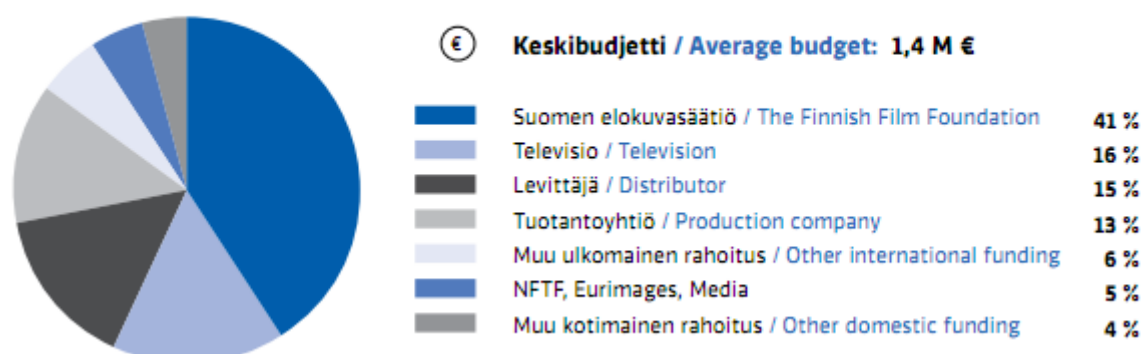 € Keskibudjetti / Average budget: 1,4 M €
Suomen elokuvasäätiö / The Finnish Film Foundation 41 %
Televisio / Television 16 %
Levittäjä / Distributor 15 %
Tuotantoyhtiö / Production company 13 %
Muu ulkomainen rahoitus / Other international funding 6 %
NFTF, Eurimages, Media 5 %
Muu kotimainen rahoitus / Other domestic funding 4 %